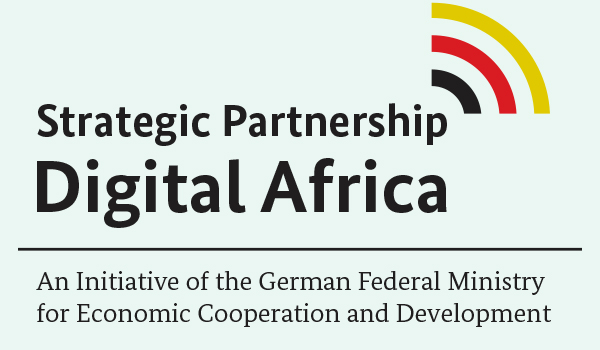 Strategic Partnership
Digital Africa
An Initiative of the German Federal Ministry
for Economic Cooperation and Development